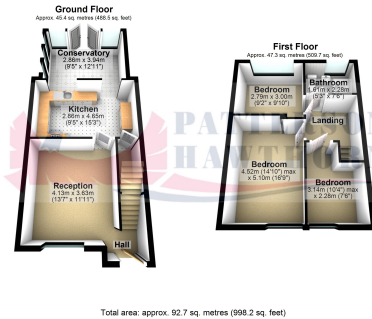 Ground Floor
Approx. 45.4 sq. metres (488.5 sq. feet)
Conservatory
2.86m x 3.94m
(9'5" x 12'11")
Kitchen
2.86m x 4.65m
(9'5" x 15'3")
Reception
4.13m x 3.63m
(13'7" x 11'11")
Hall
First Floor
Approx. 47.3 sq. metres (509.7 sq. feet)
Bedroom
2.79m x 3.00m
(9'2" x 9'10")
Bathroom
1.61m x 2.28m
(5'3" x 7'6")
Landing
Bedroom
4.52m (14'10") max
x 5.10m (16'9")
Bedroom
3.14m (10'4") max
x 2.28m (7'6")
Total area: approx. 92.7 sq. metres (998.2 sq. feet)